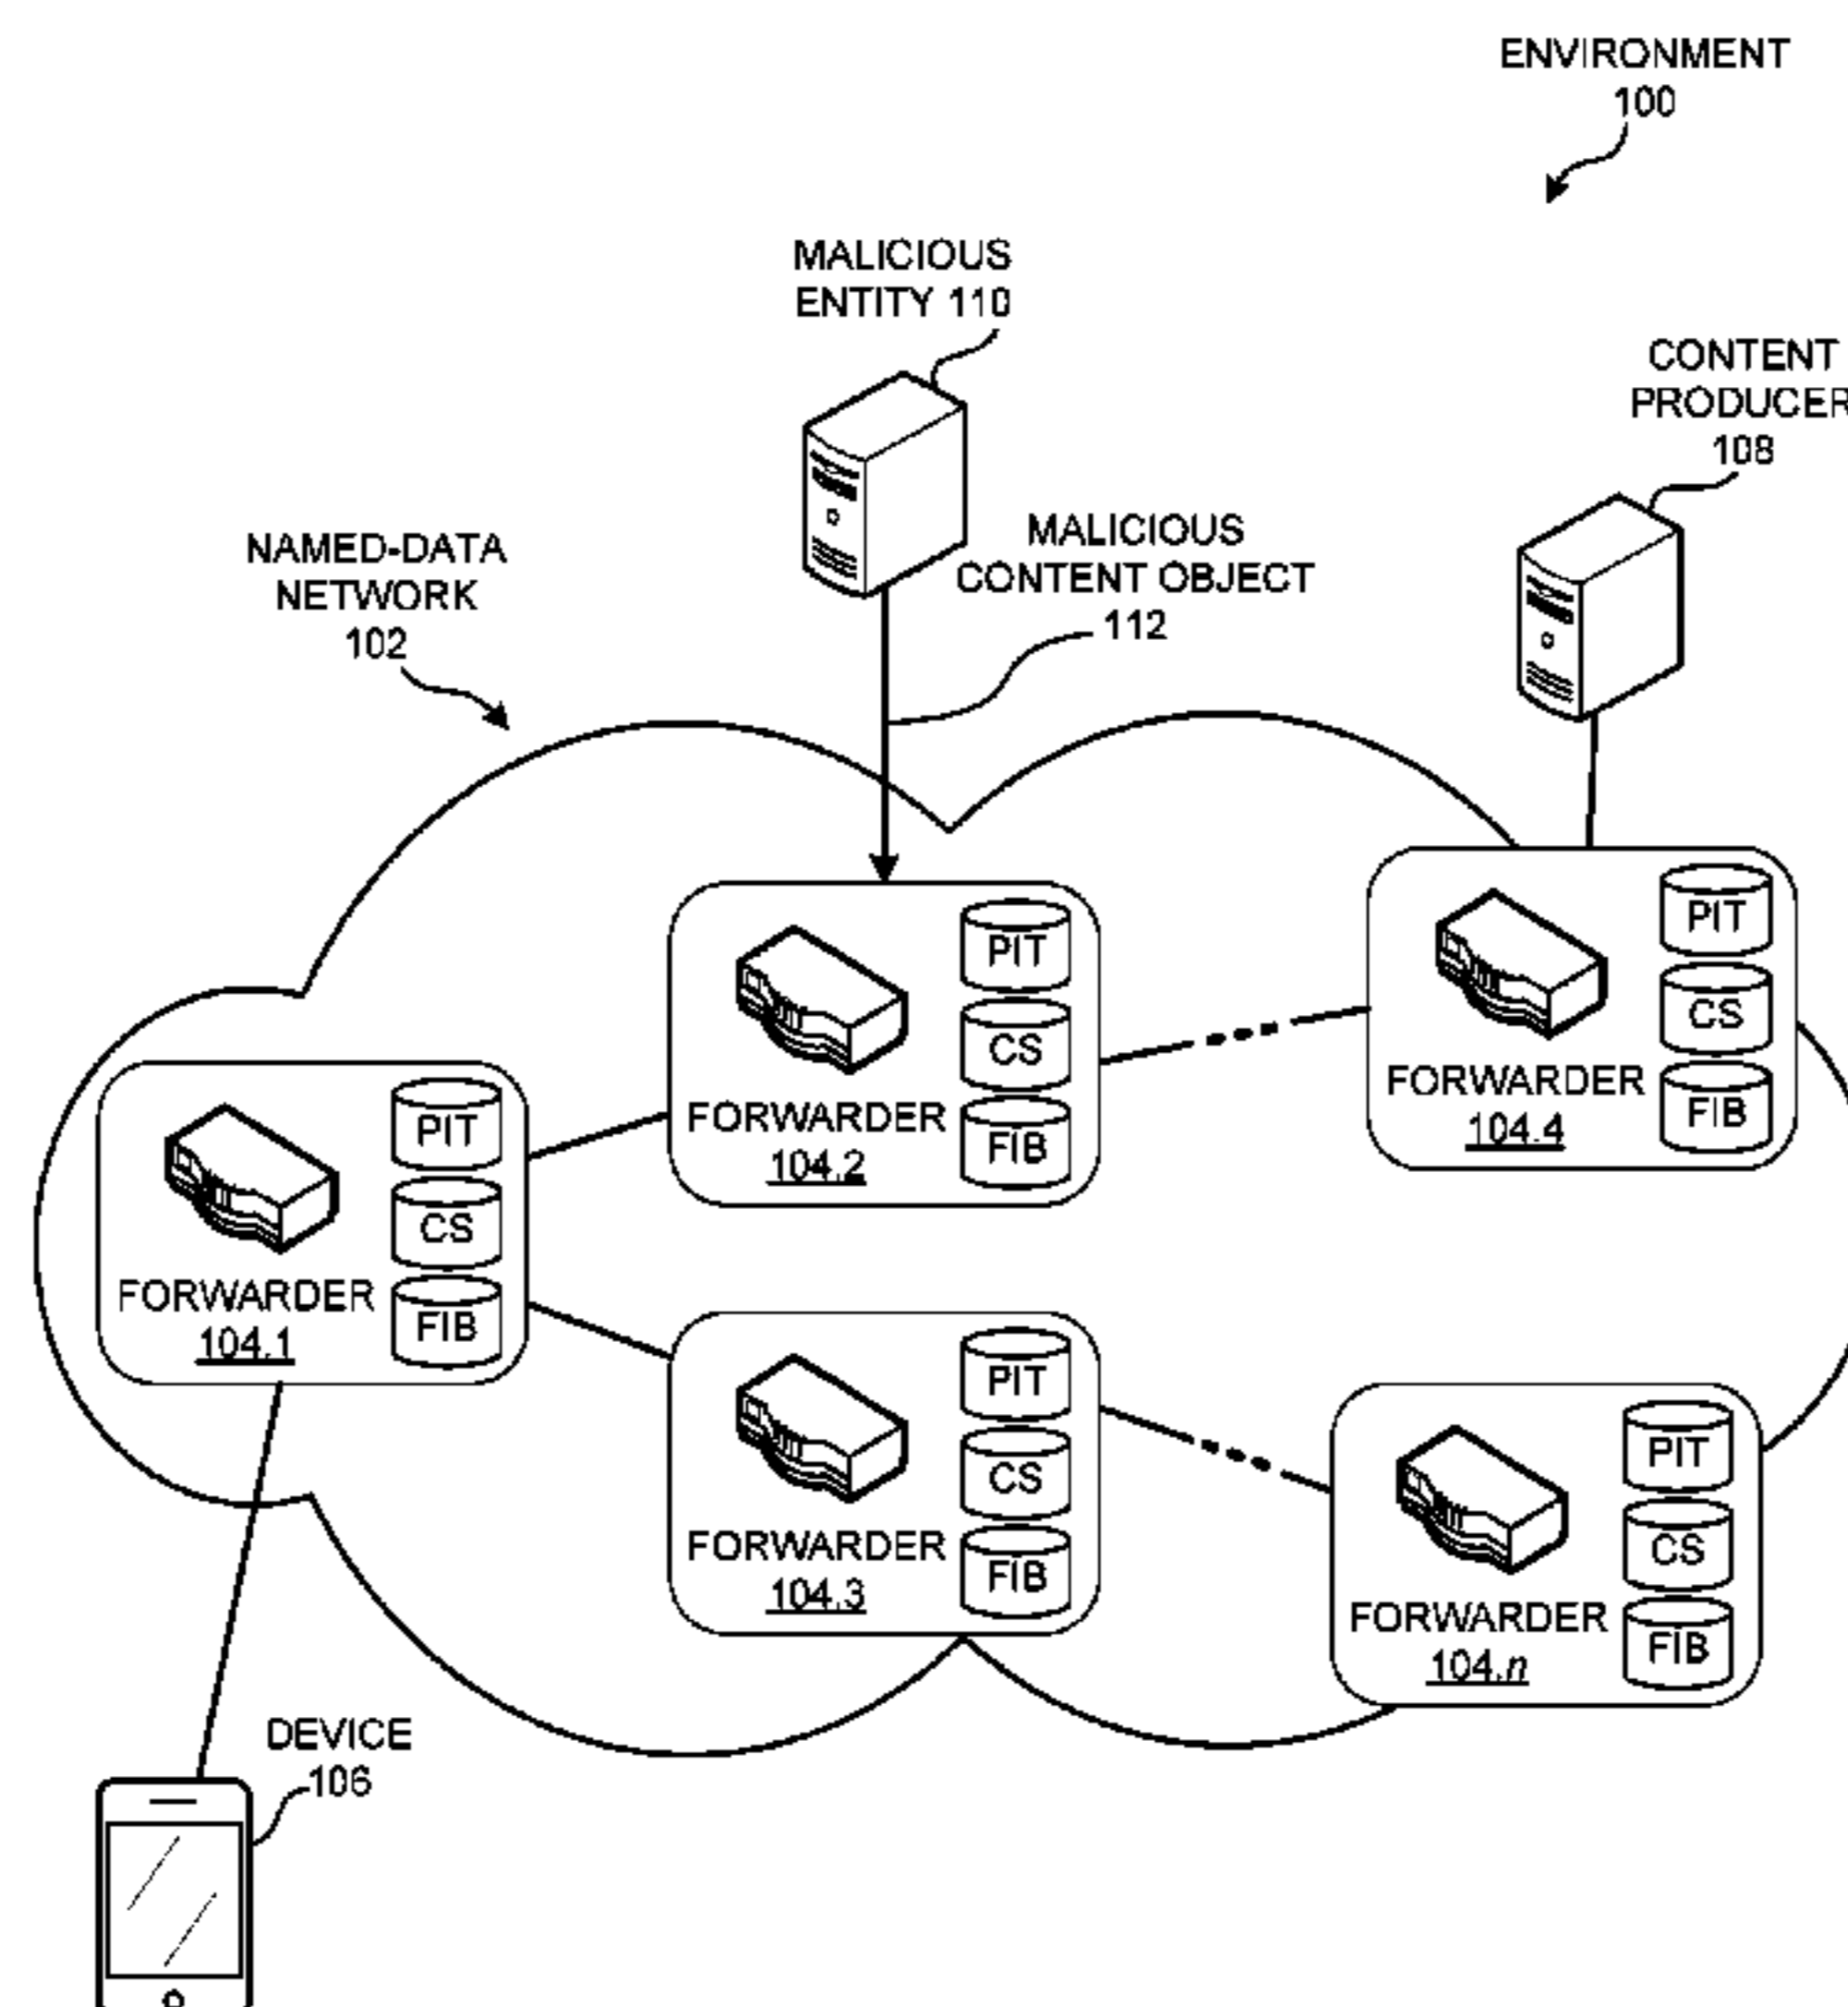 ENVIRONMENT
100
MALICIOUS
ENTITY 110
CONTENT
PRODUCER
108
MALICIOUS
CONTENT OBJECT
112
NAMED-DATA
NETWORK
102
PIT
CS
FIB
FORWARDER
104.1
PIT
CS
FIB
FORWARDER
104.2
PIT
CS
FIB
FORWARDER
104.4
PIT
CS
FIB
FORWARDER
104.3
PIT
CS
FIB
FORWARDER
104.n
DEVICE
106